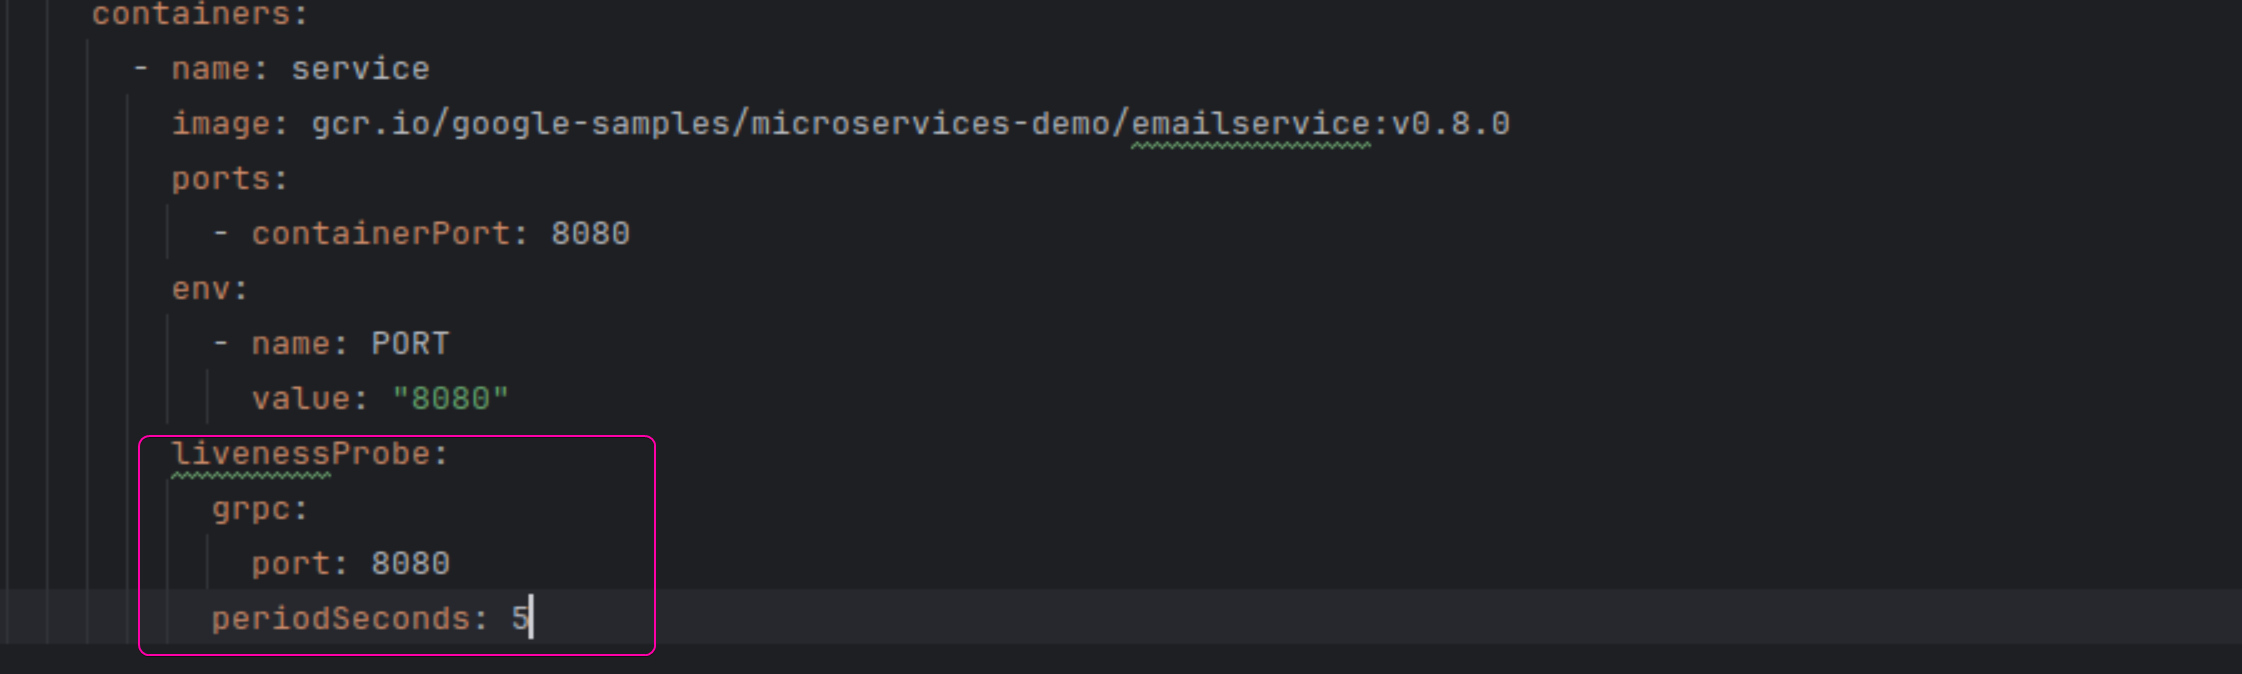 containers:
- name: service
image: gcr.io/google-samples/microservices-demo/emailservice:v0.8.0
ports:
- containerPort: 8080
env:
- name: PORT
value: "8080"
livenessProbe:
grpc:
port: 8080
periodSeconds: 5